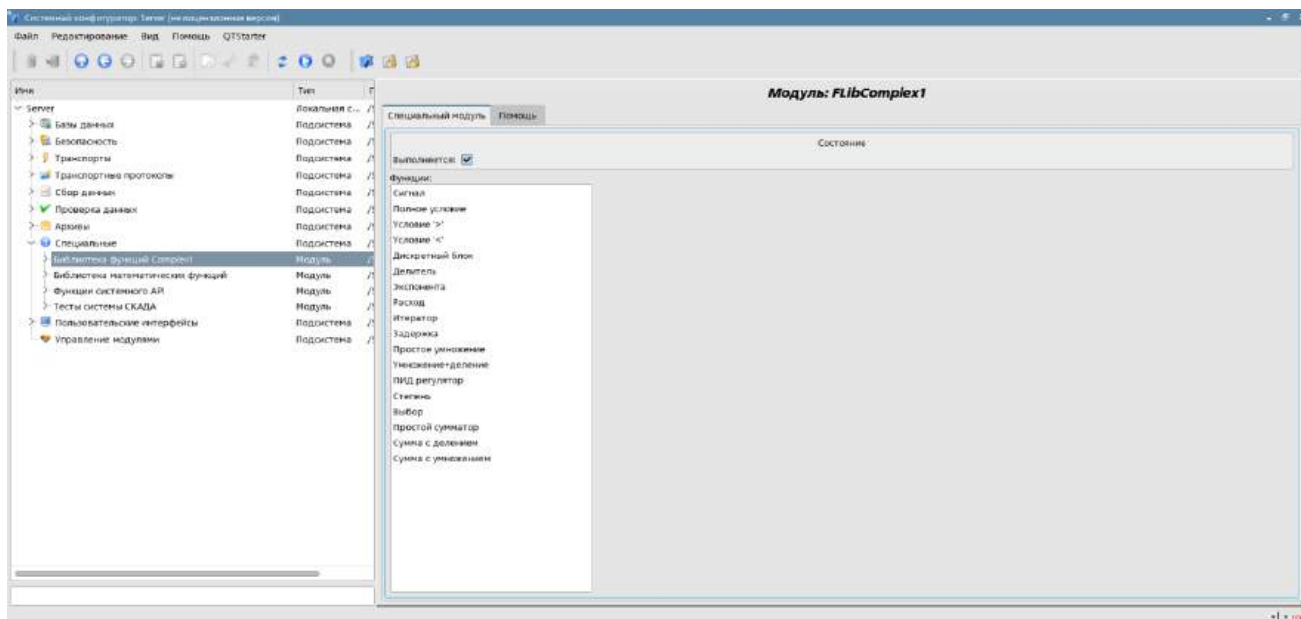 Системный конфигуратор: Server (не лицензионная версия)
Файл Редактирование Вид Помощь QTStarter
Имя Тип
Server Локальная с...
Базы данных Подсистема
Безопасность Подсистема
Транспорты Подсистема
Транспортные протоколы Подсистема
Сбор данных Подсистема
Проверка данных Подсистема
Архивы Подсистема
Специальные Подсистема
Библиотека функций Complex1 Модуль
Библиотека математических функций Модуль
Функции системного API Модуль
Тесты системы СКАДА Модуль
Пользовательские интерфейсы Подсистема
Управление модулями Подсистема
Модуль: FLibComplex1
Специальный модуль Помощь
Состояние
Выполняется:
Функции:
Сигнал
Полное условие
Условие '>'
Условие '<'
Дискретный блок
Делитель
Экспонента
Расход
Итератор
Задержка
Простое умножение
Умножение+деление
ПИД регулятор
Степень
Выбор
Простой сумматор
Сумма с делением
Сумма с умножением